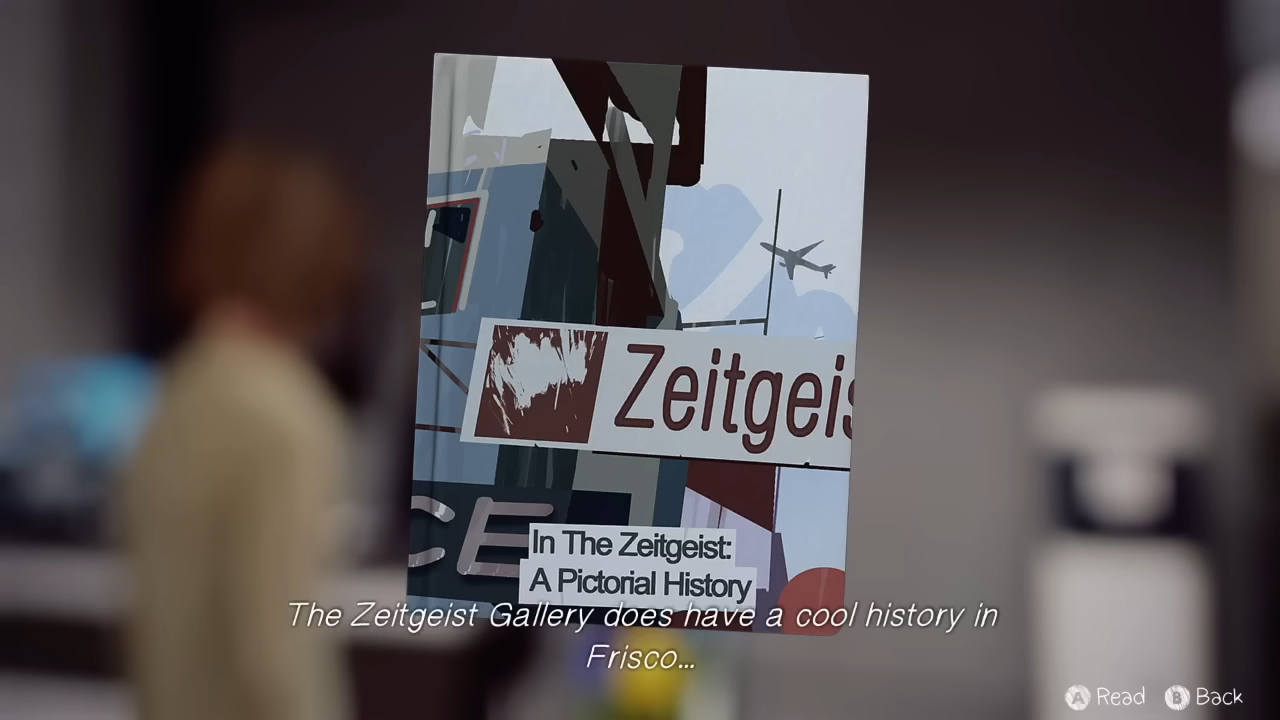 Zeitgeis
CE
In The Zeitgeist:
A Pictorial History
The Zeitgeist Gallery does have a cool history in
Frisco...
A Read B Back